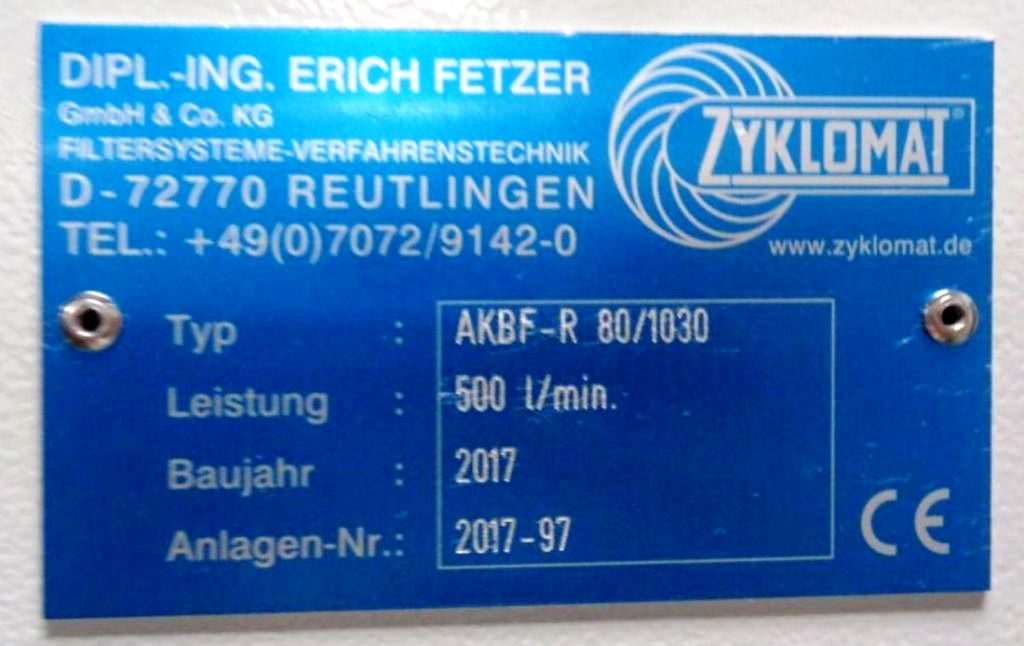 DIPL.-ING. ERICH FETZER
GmbH & Co. KG
FILTERSYSTEME-VERFAHRENSTECHNIK
D-72770 REUTLINGEN
TEL.: +49(0)7072/9142-0
ZYKLOMAT®
www.zyklomat.de
Typ : AKBF-R 80/1030
Leistung : 500 l/min.
Baujahr : 2017
Anlagen-Nr.: 2017-97
CE